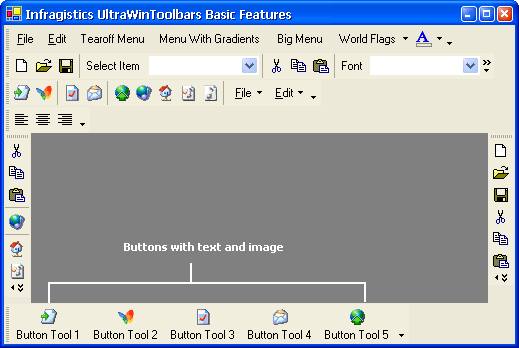 Infragistics UltraWinToolbars Basic Features
File Edit Tearoff Menu Menu With Gradients Big Menu World Flags A
Select Item Font
File Edit
Buttons with text and image
Button Tool 1 Button Tool 2 Button Tool 3 Button Tool 4 Button Tool 5